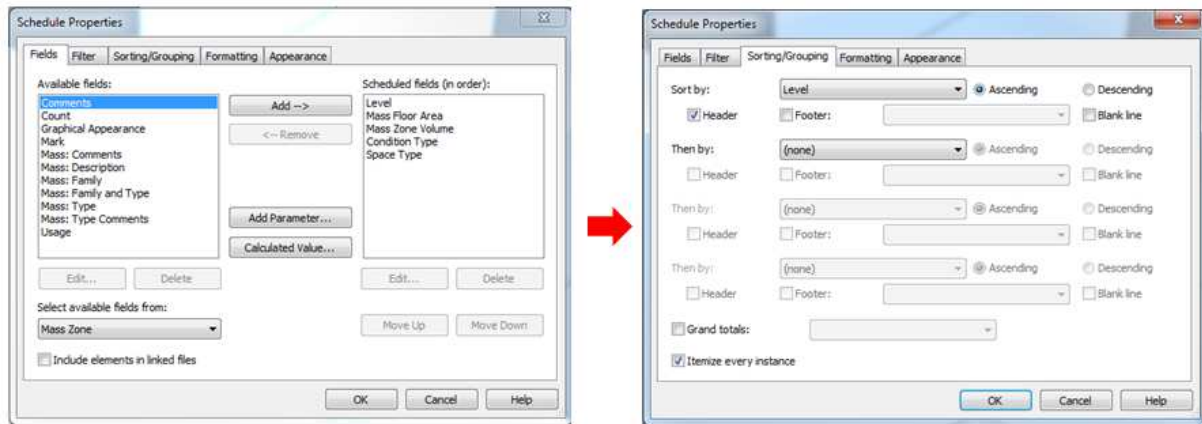 Schedule Properties
Fields Filter Sorting/Grouping Formatting Appearance
Available fields:
Comments
Count
Graphical Appearance
Mark
Mass: Comments
Mass: Description
Mass: Family
Mass: Family and Type
Mass: Type
Mass: Type Comments
Usage
Add -->
<-- Remove
Add Parameter...
Calculated Value...
Scheduled fields (in order):
Level
Mass Floor Area
Mass Zone Volume
Condition Type
Space Type
Edit... Delete
Edit... Delete
Select available fields from:
Mass Zone
Move Up Move Down
Include elements in linked files
OK Cancel Help
Schedule Properties
Fields Filter Sorting/Grouping Formatting Appearance
Sort by: Level Ascending Descending
Header Footer: Blank line
Then by: (none) Ascending Descending
Header Footer: Blank line
Then by: (none) Ascending Descending
Header Footer: Blank line
Then by: (none) Ascending Descending
Header Footer: Blank line
Grand totals:
Itemize every instance
OK Cancel Help